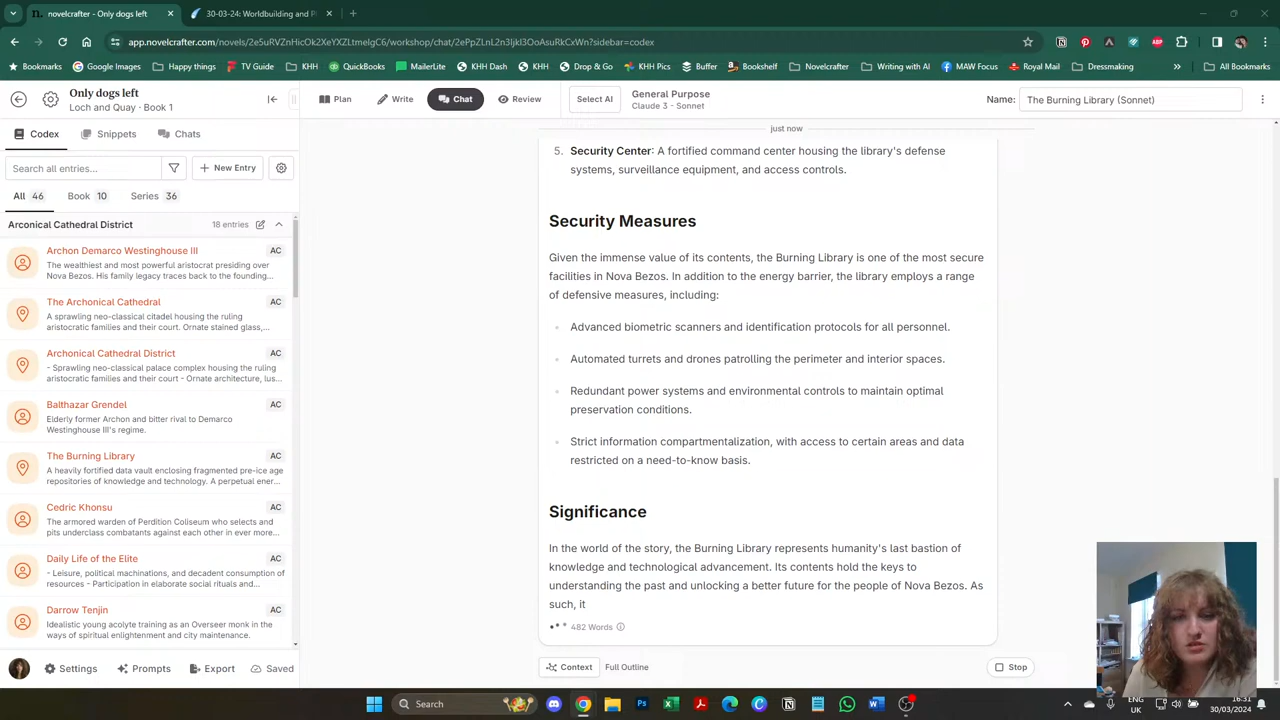 novelcrafter - Only dogs left
30-03-24: Worldbuilding and P
app.novelcrafter.com/novels/2e5uRVZnHicOk2XeYXZLtmelgC6/workshop/chat/2ePpZLnL2n3Ijkl3OoAsuRkCxWn?sidebar=codex
Bookmarks
Google Images
Happy things
TV Guide
KHH
QuickBooks
MailerLite
KHH Dash
Drop & Go
KHH Pics
Buffer
Bookshelf
Novelcrafter
Writing with AI
MAW Focus
Riverdad
Dressmaking
All Bookmarks
Only dogs left
Loch and Quay - Book 1
Plan
Write
Chat
Review
Select AI
General Purpose
Claude 3 - Sonnet
Name:
The Burning Library (Sonnet)
Codex
Snippets
Chats
Search all entries...
+ New Entry
All 46
Book 10
Series 36
Arconical Cathedral District
18 entries
Archon Demarco Westinghouse III
AC
The wealthiest and most powerful aristocrat presiding over
Nova Bezos. His family legacy traces back to the founding...
The Archonical Cathedral
AC
A sprawling neo-classical citadel housing the ruling
aristocratic families and their court. Ornate stained glass,...
Archonical Cathedral District
AC
- Sprawling neo-classical palace complex housing the ruling
aristocratic families and their court - Ornate architecture, lus...
Balthazar Grendel
AC
Elderly former Archon and bitter rival to Demarco
Westinghouse III's regime.
The Burning Library
AC
A heavily fortified data vault enclosing fragmented pre-ice age
repositories of knowledge and technology. A perpetual ener...
Cedric Khonsu
AC
The armored warden of Perdition Coliseum who selects and
pits underclass combatants against each other in ever more...
Daily Life of the Elite
AC
- Leisure, political machinations, and decadent consumption of
resources - Participation in elaborate social rituals and...
Darrow Tenjin
AC
Idealistic young acolyte training as an Overseer monk in the
ways of spiritual enlightenment and city maintenance.
Settings
Prompts
Export
Saved
just now
5. Security Center: A fortified command center housing the library's defense
systems, surveillance equipment, and access controls.
Security Measures
Given the immense value of its contents, the Burning Library is one of the most secure
facilities in Nova Bezos. In addition to the energy barrier, the library employs a range
of defensive measures, including:
Advanced biometric scanners and identification protocols for all personnel.
Automated turrets and drones patrolling the perimeter and interior spaces.
Redundant power systems and environmental controls to maintain optimal
preservation conditions.
Strict information compartmentalization, with access to certain areas and data
restricted on a need-to-know basis.
Significance
In the world of the story, the Burning Library represents humanity's last bastion of
knowledge and technological advancement. Its contents hold the keys to
understanding the past and unlocking a better future for the people of Nova Bezos. As
such, it
482 Words
Context
Full Outline
Stop
Search
ENG
UK
16:31
30/03/2024